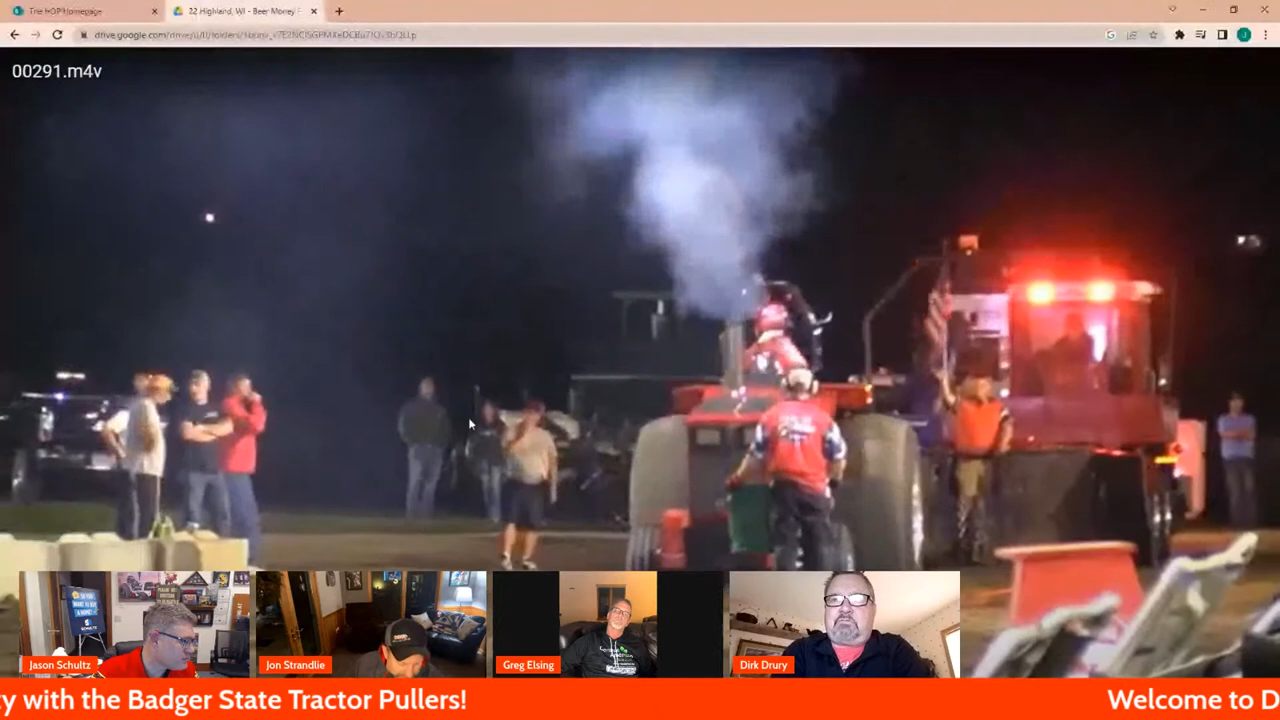 The HOP Homepage
22 Highland, WI - Beer Money
00291.m4v
Jason Schultz
Jon Strandlie
Greg Elsing
Dirk Drury
ty with the Badger State Tractor Pullers!
Welcome to D